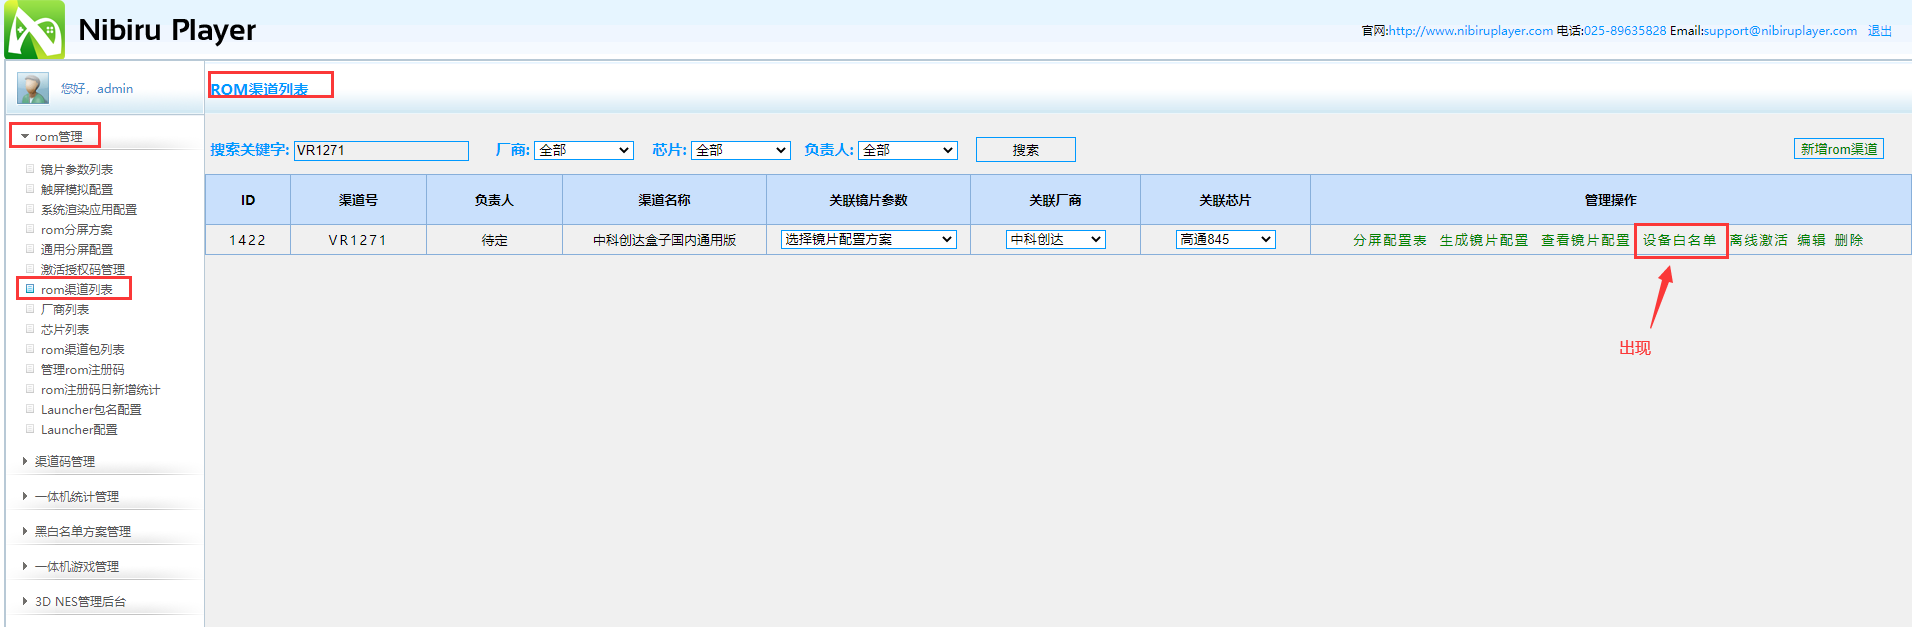 Nibiru Player
官网:http://www.nibiruplayer.com 电话:025-89635828 Email:support@nibiruplayer.com 退出
您好，admin
ROM渠道列表
rom管理
镜片参数列表
触屏模拟配置
系统渲染应用配置
rom分屏方案
通用分屏配置
激活授权码管理
rom渠道列表
厂商列表
芯片列表
rom渠道包列表
管理rom注册码
rom注册码日新增统计
Launcher包名配置
Launcher配置
渠道码管理
一体机统计管理
黑白名单方案管理
一体机游戏管理
3D NES管理后台
搜索关键字: VR1271 厂商: 全部 芯片: 全部 负责人: 全部 搜索 新增rom渠道
ID 渠道号 负责人 渠道名称 关联镜片参数 关联厂商 关联芯片 管理操作
1422 VR1271 待定 中科创达盒子国内通用版 选择镜片配置方案 中科创达 高通845 分屏配置表 生成镜片配置 查看镜片配置 设备白名单 离线激活 编辑 删除
出现